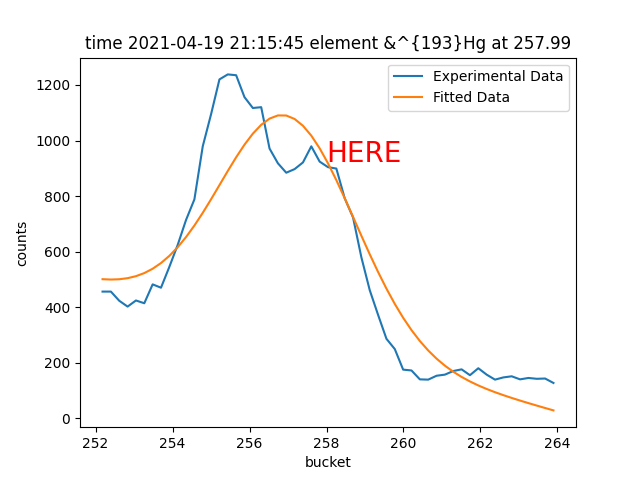 time 2021-04-19 21:15:45 element &^{193}Hg at 257.99
Experimental Data
Fitted Data
HERE
counts
1200
1000
800
600
400
200
0
252 254 256 258 260 262 264
bucket